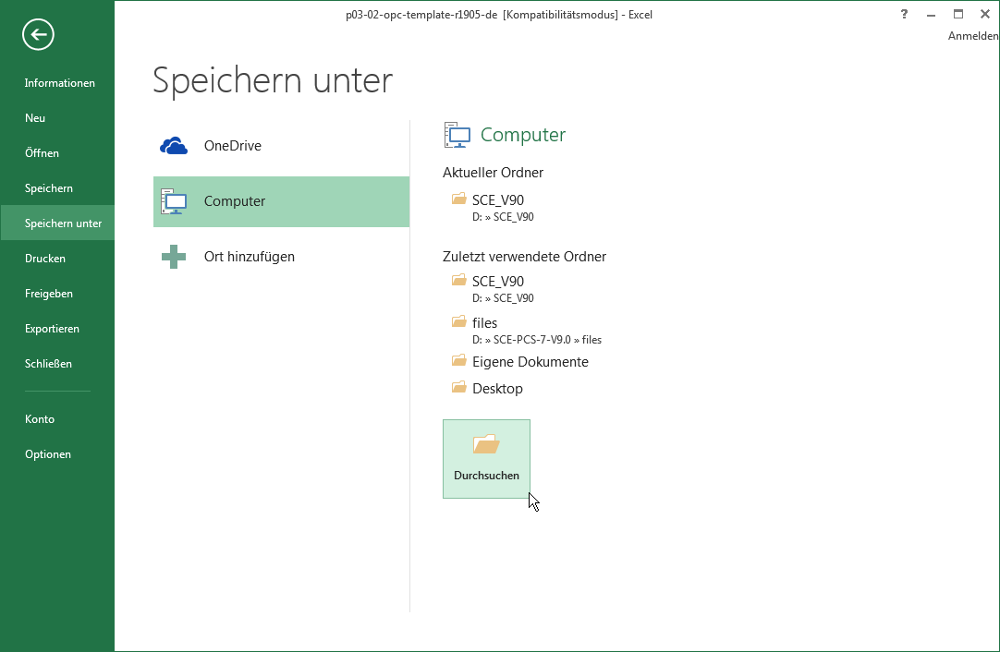 p03-02-opc-template-r1905-de [Kompatibilitätsmodus] - Excel
?
Anmelden
Informationen
Neu
Öffnen
Speichern
Speichern unter
Drucken
Freigeben
Exportieren
Schließen
Konto
Optionen
Speichern unter
OneDrive
Computer
Ort hinzufügen
Computer
Aktueller Ordner
SCE_V90
D: » SCE_V90
Zuletzt verwendete Ordner
SCE_V90
D: » SCE_V90
files
D: » SCE-PCS-7-V9.0 » files
Eigene Dokumente
Desktop
Durchsuchen